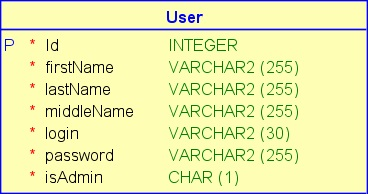 User
P * Id INTEGER
* firstName VARCHAR2 (255)
* lastName VARCHAR2 (255)
* middleName VARCHAR2 (255)
* login VARCHAR2 (30)
* password VARCHAR2 (255)
* isAdmin CHAR (1)